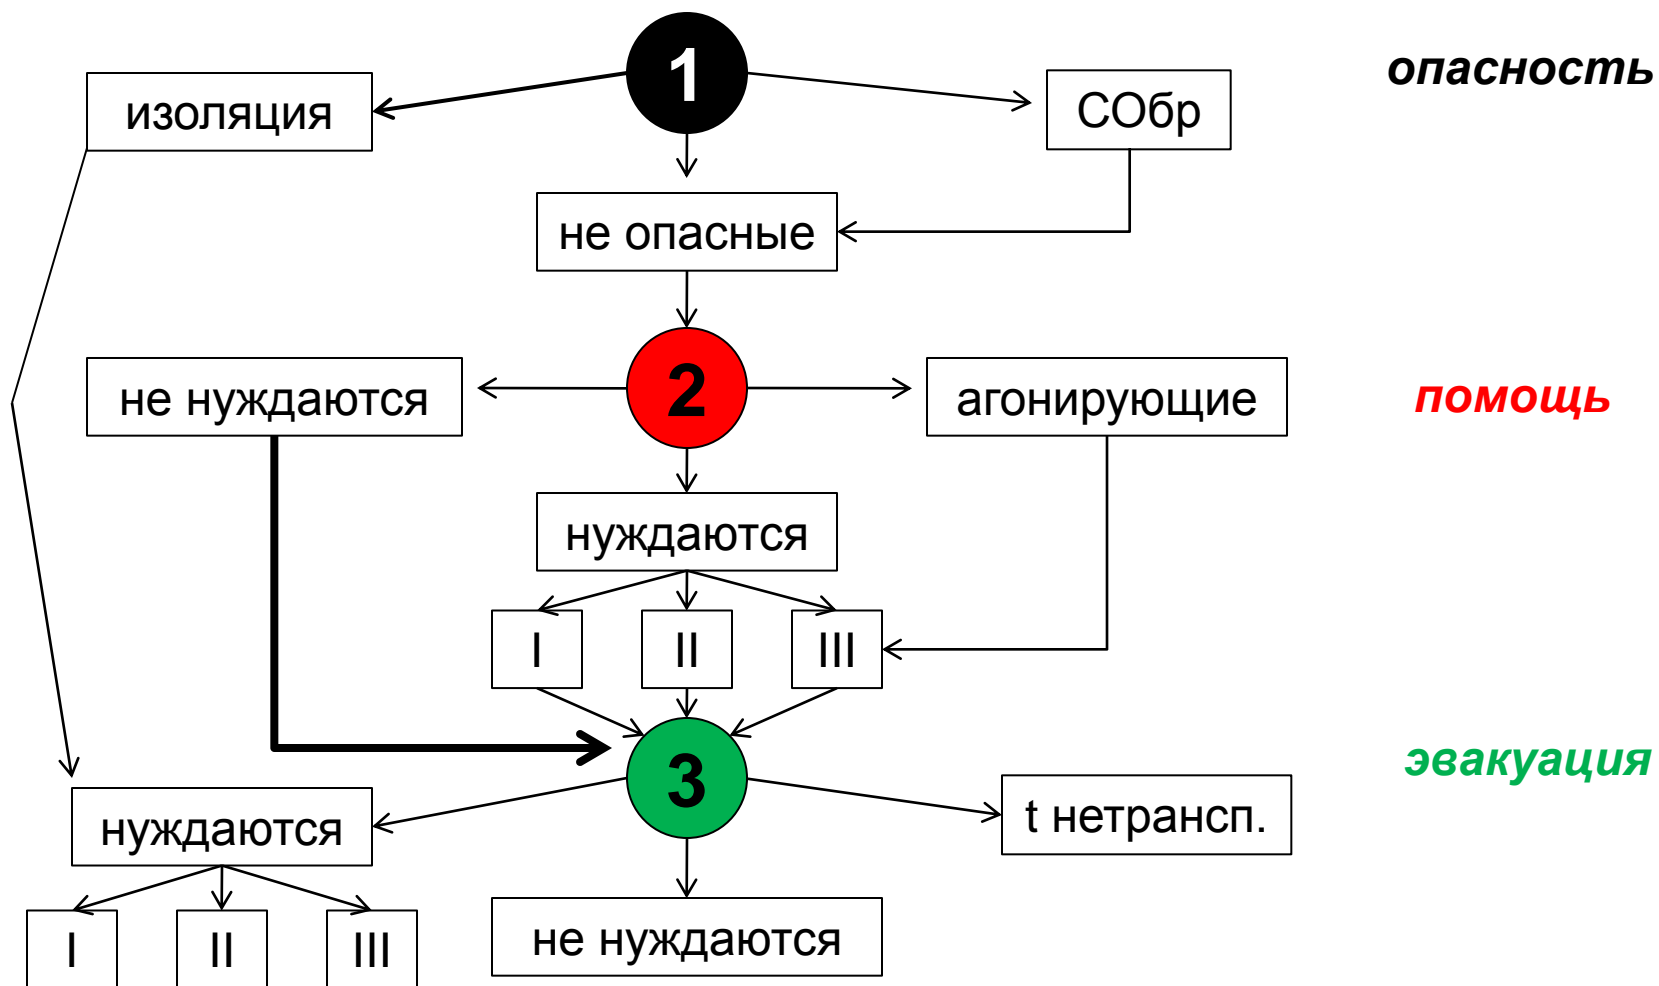 1
опасность
изоляция
СОбр
не опасные
не нуждаются
2
агонирующие
помощь
нуждаются
I
II
III
3
эвакуация
нуждаются
t нетрансп.
не нуждаются
I
II
III